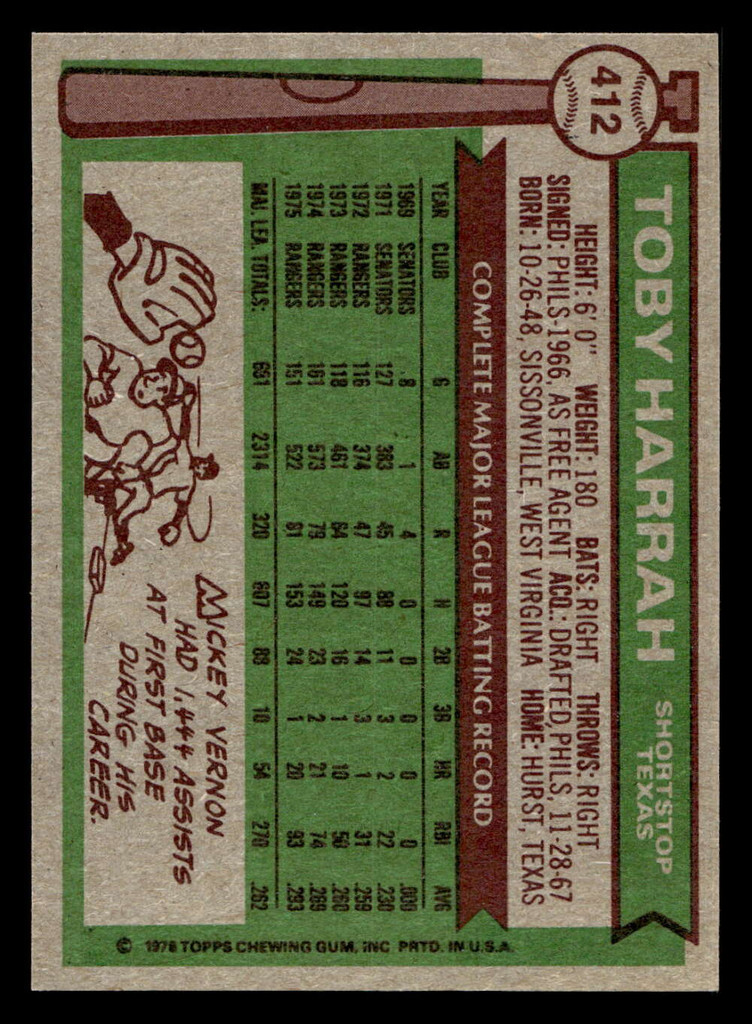 412
TOBY HARRAH
SHORTSTOP
TEXAS
HEIGHT: 6' 0" WEIGHT: 180 BATS: RIGHT THROWS: RIGHT
SIGNED: PHILS-1966, AS FREE AGENT ACQ.: DRAFTED, PHILS, 11-28-67
BORN: 10-26-48, SISSONVILLE, WEST VIRGINIA HOME: HURST, TEXAS
COMPLETE MAJOR LEAGUE BATTING RECORD
YEAR CLUB G AB R H 2B 3B HR RBI AVG
1969 SENATORS 8 1 4 0 0 0 0 0 .000
1971 SENATORS 127 383 45 88 11 3 2 22 .230
1972 RANGERS 116 374 47 97 14 3 1 31 .259
1973 RANGERS 118 461 64 120 16 1 10 50 .260
1974 RANGERS 161 573 79 149 23 2 21 74 .260
1975 RANGERS 151 522 81 153 24 1 20 93 .293
MAJ. LEA. TOTALS: 681 2314 320 607 88 10 54 270 .262
MICKEY VERNON
HAD 1,444 ASSISTS
AT FIRST BASE
DURING HIS
CAREER.
© 1976 TOPPS CHEWING GUM, INC. PRTD. IN U.S.A.